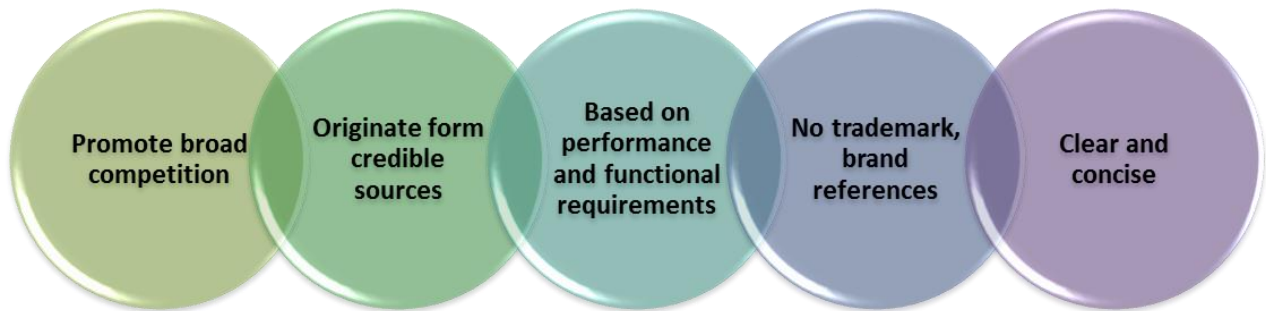 Promote broad
competition
Originate form
credible
sources
Based on
performance
and functional
requirements
No trademark,
brand
references
Clear and
concise